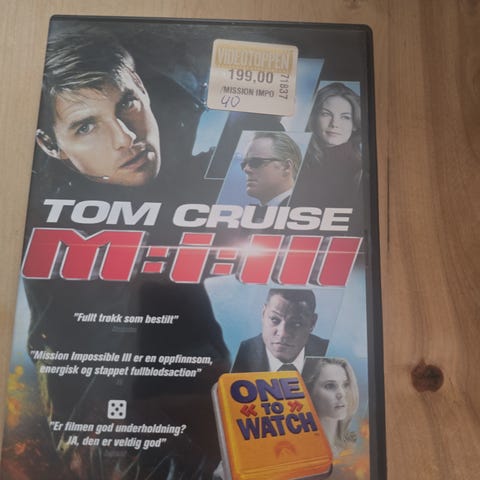 VIDEOTOPPEN
199,00
/MISSION IMPO
71837
40
TOM CRUISE
M:i:III
"Fullt trøkk som bestilt"
"Mission Impossible III er en oppfinnsom,
energisk og stappet fullblodsaction"
"Er filmen god underholdning?
JA, den er veldig god"
ONE
« TO »
WATCH